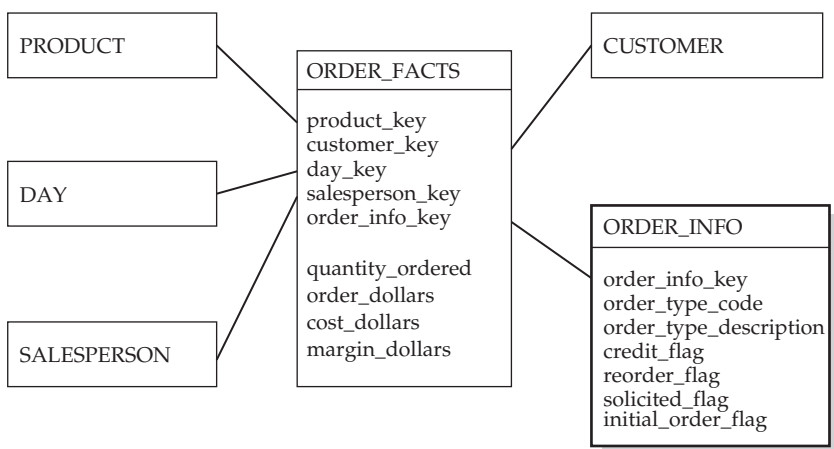 PRODUCT
DAY
SALESPERSON
ORDER_FACTS
product_key
customer_key
day_key
salesperson_key
order_info_key
quantity_ordered
order_dollars
cost_dollars
margin_dollars
CUSTOMER
ORDER_INFO
order_info_key
order_type_code
order_type_description
credit_flag
reorder_flag
solicited_flag
initial_order_flag